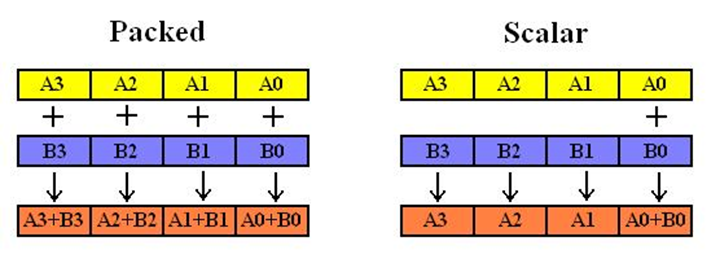 Packed Scalar
A3 A2 A1 A0 A3 A2 A1 A0
+ + + + +
B3 B2 B1 B0 B3 B2 B1 B0
A3+B3 A2+B2 A1+B1 A0+B0 A3 A2 A1 A0+B0